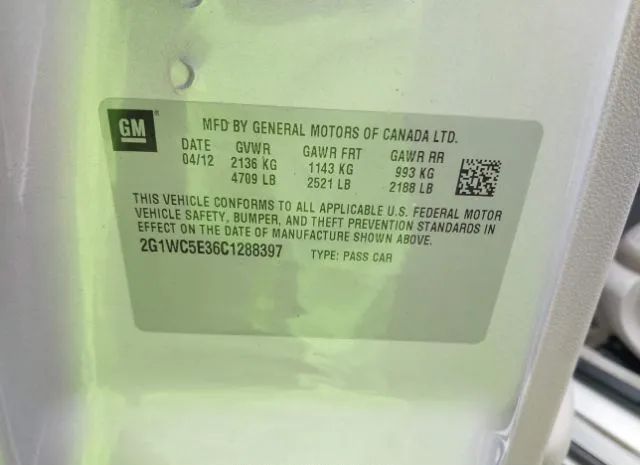 GM®
MFD BY GENERAL MOTORS OF CANADA LTD.
DATE GVWR GAWR FRT GAWR RR
04/12 2136 KG 1143 KG 993 KG
4709 LB 2521 LB 2188 LB
THIS VEHICLE CONFORMS TO ALL APPLICABLE U.S. FEDERAL MOTOR
VEHICLE SAFETY, BUMPER, AND THEFT PREVENTION STANDARDS IN
EFFECT ON THE DATE OF MANUFACTURE SHOWN ABOVE.
2G1WC5E36C1288397 TYPE: PASS CAR